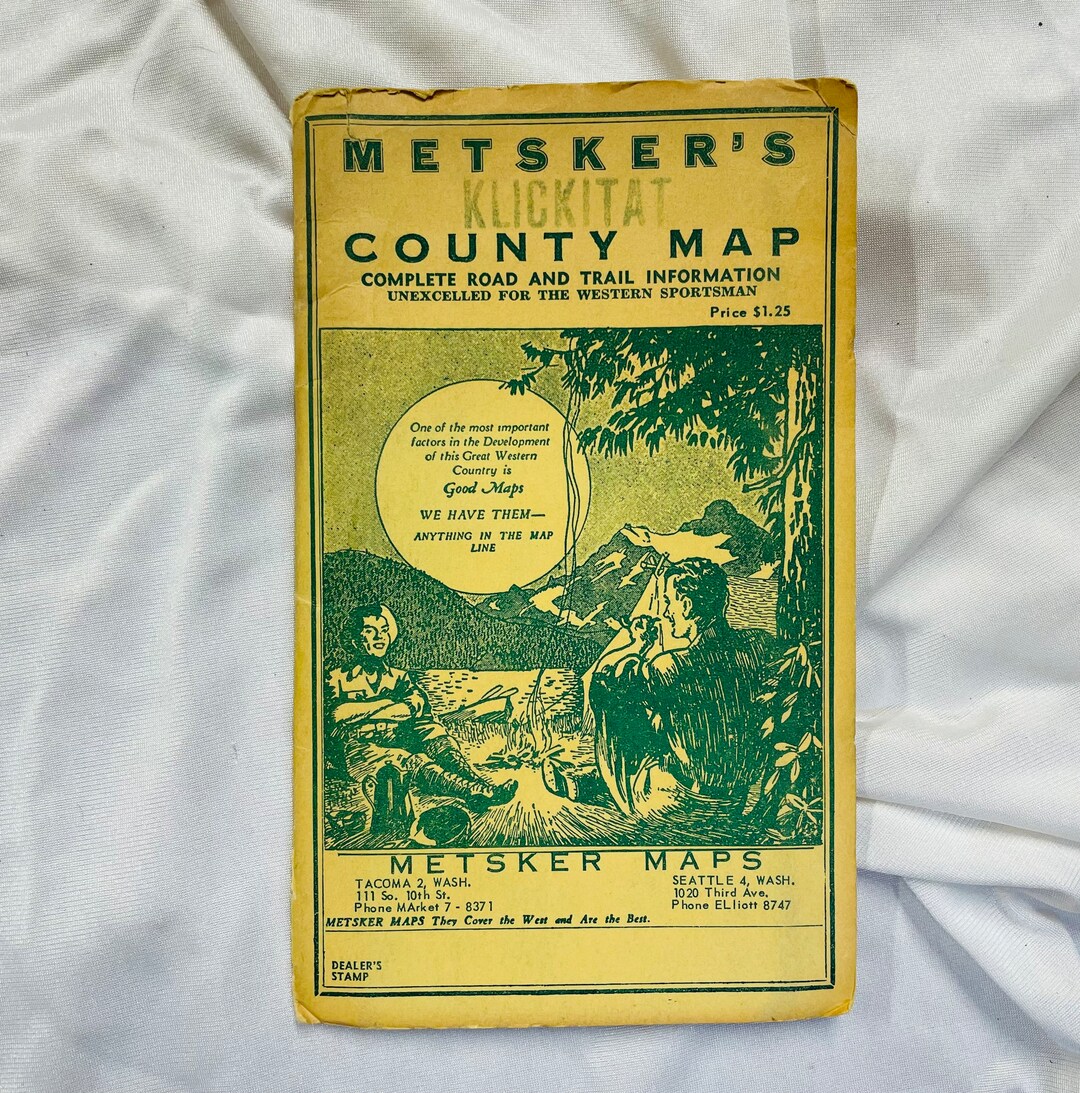 METSKER'S
KLICKITAT
COUNTY MAP
COMPLETE ROAD AND TRAIL INFORMATION
UNEXCELLED FOR THE WESTERN SPORTSMAN
Price $1.25
One of the most important
factors in the Development
of this Great Western
Country is
Good Maps
WE HAVE THEM—
ANYTHING IN THE MAP
LINE
METSKER MAPS
TACOMA 2, WASH.
111 So. 10th St.
Phone MArket 7 - 8371
SEATTLE 4, WASH.
1020 Third Ave.
Phone ELliott 8747
METSKER MAPS They Cover the West and Are the Best.
DEALER'S
STAMP